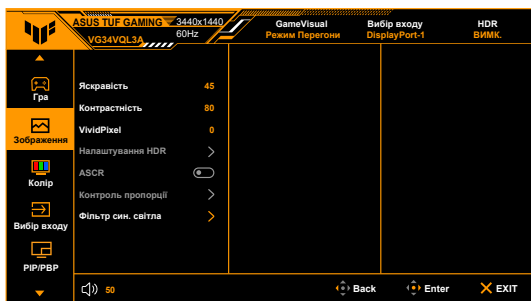 ASUS TUF GAMING
VG34VQL3A
3440x1440
60Hz
GameVisual
Режим Перегони
Вибір входу
DisplayPort-1
HDR
ВИМК.
Гра
Зображення
Колір
Вибір входу
PIP/PBP
Яскравість 45
Контрастність 80
VividPixel 0
Налаштування HDR
ASCR
Контроль пропорції
Фільтр син. світла
50
Back
Enter
EXIT